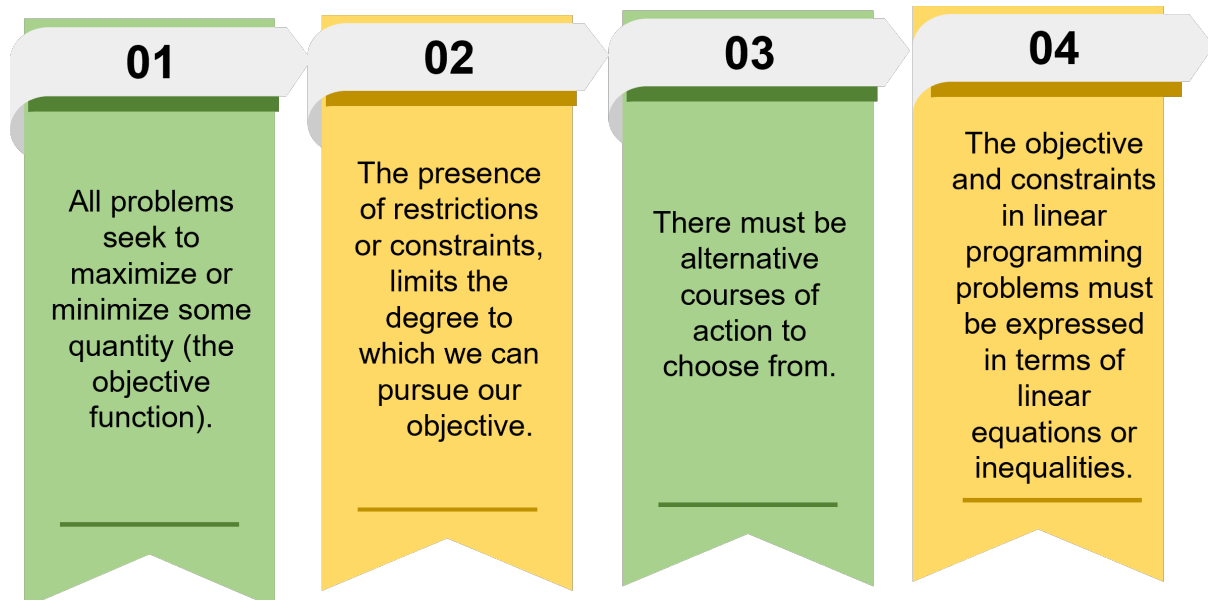 01
All problems
seek to
maximize or
minimize some
quantity (the
objective
function).
02
The presence
of restrictions
or constraints,
limits the
degree to
which we can
pursue our
objective.
03
There must be
alternative
courses of
action to
choose from.
04
The objective
and constraints
in linear
programming
problems must
be expressed
in terms of
linear
equations or
inequalities.